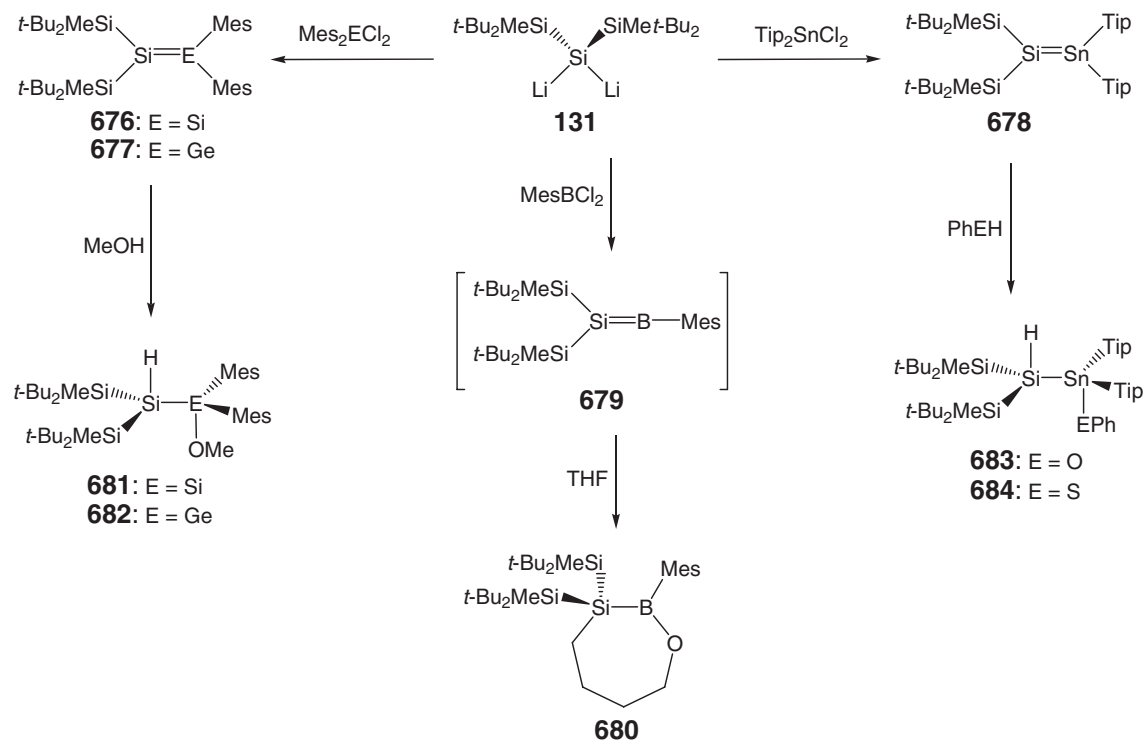 t-Bu2MeSi
Si=E
Mes
t-Bu2MeSi
Mes
676: E = Si
677: E = Ge
Mes2ECl2
t-Bu2MeSi
SiMet-Bu2
Si
Li
Li
131
Tip2SnCl2
t-Bu2MeSi
Si=Sn
Tip
t-Bu2MeSi
Tip
678
MeOH
MesBCl2
PhEH
t-Bu2MeSi
Si=B—Mes
t-Bu2MeSi
679
H
t-Bu2MeSi
Si—E
Mes
Mes
t-Bu2MeSi
OMe
681: E = Si
682: E = Ge
THF
H
t-Bu2MeSi
Si—Sn
Tip
Tip
t-Bu2MeSi
EPh
683: E = O
684: E = S
t-Bu2MeSi
Mes
t-Bu2MeSi
Si—B
O
680